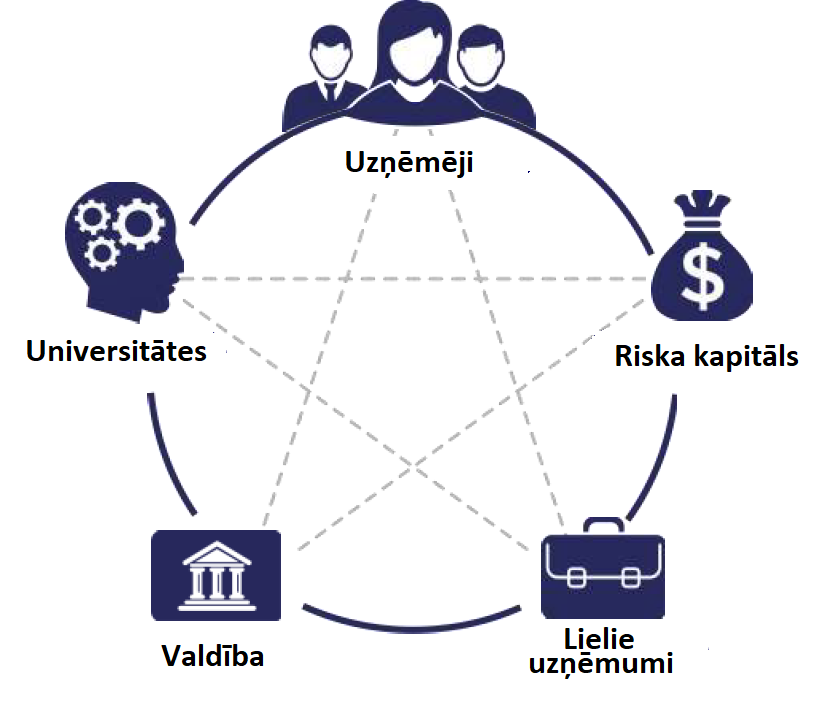 Uzņēmēji
Universitātes
Riska kapitāls
$
Valdība
Lielie
uzņēmumi